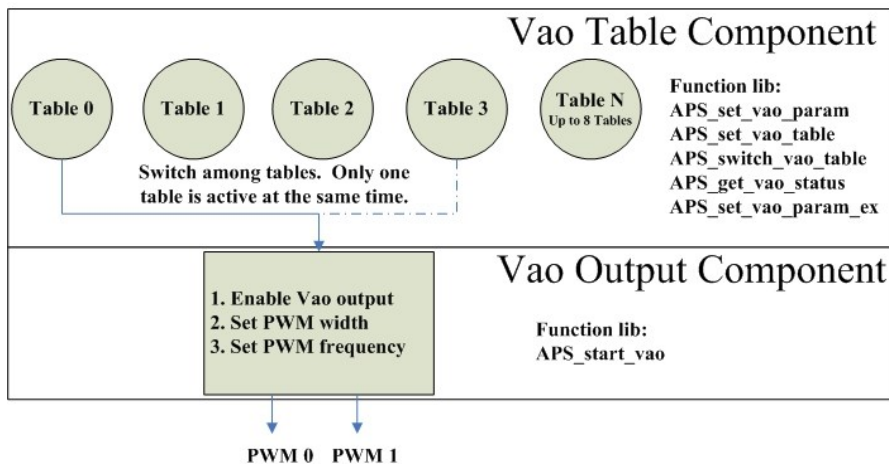 Vao Table Component
Table 0
Table 1
Table 2
Table 3
Table N
Up to 8 Tables
Function lib:
APS_set_vao_param
APS_set_vao_table
APS_switch_vao_table
APS_get_vao_status
APS_set_vao_param_ex
Switch among tables. Only one
table is active at the same time.
Vao Output Component
1. Enable Vao output
2. Set PWM width
3. Set PWM frequency
Function lib:
APS_start_vao
PWM 0 PWM 1